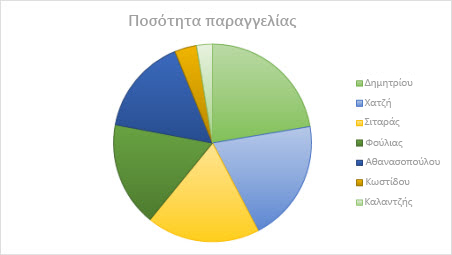 Ποσότητα παραγγελίας
Δημητρίου
Χατζή
Σιταράς
Φούλιας
Αθανασοπούλου
Κωστίδου
Καλαντζής